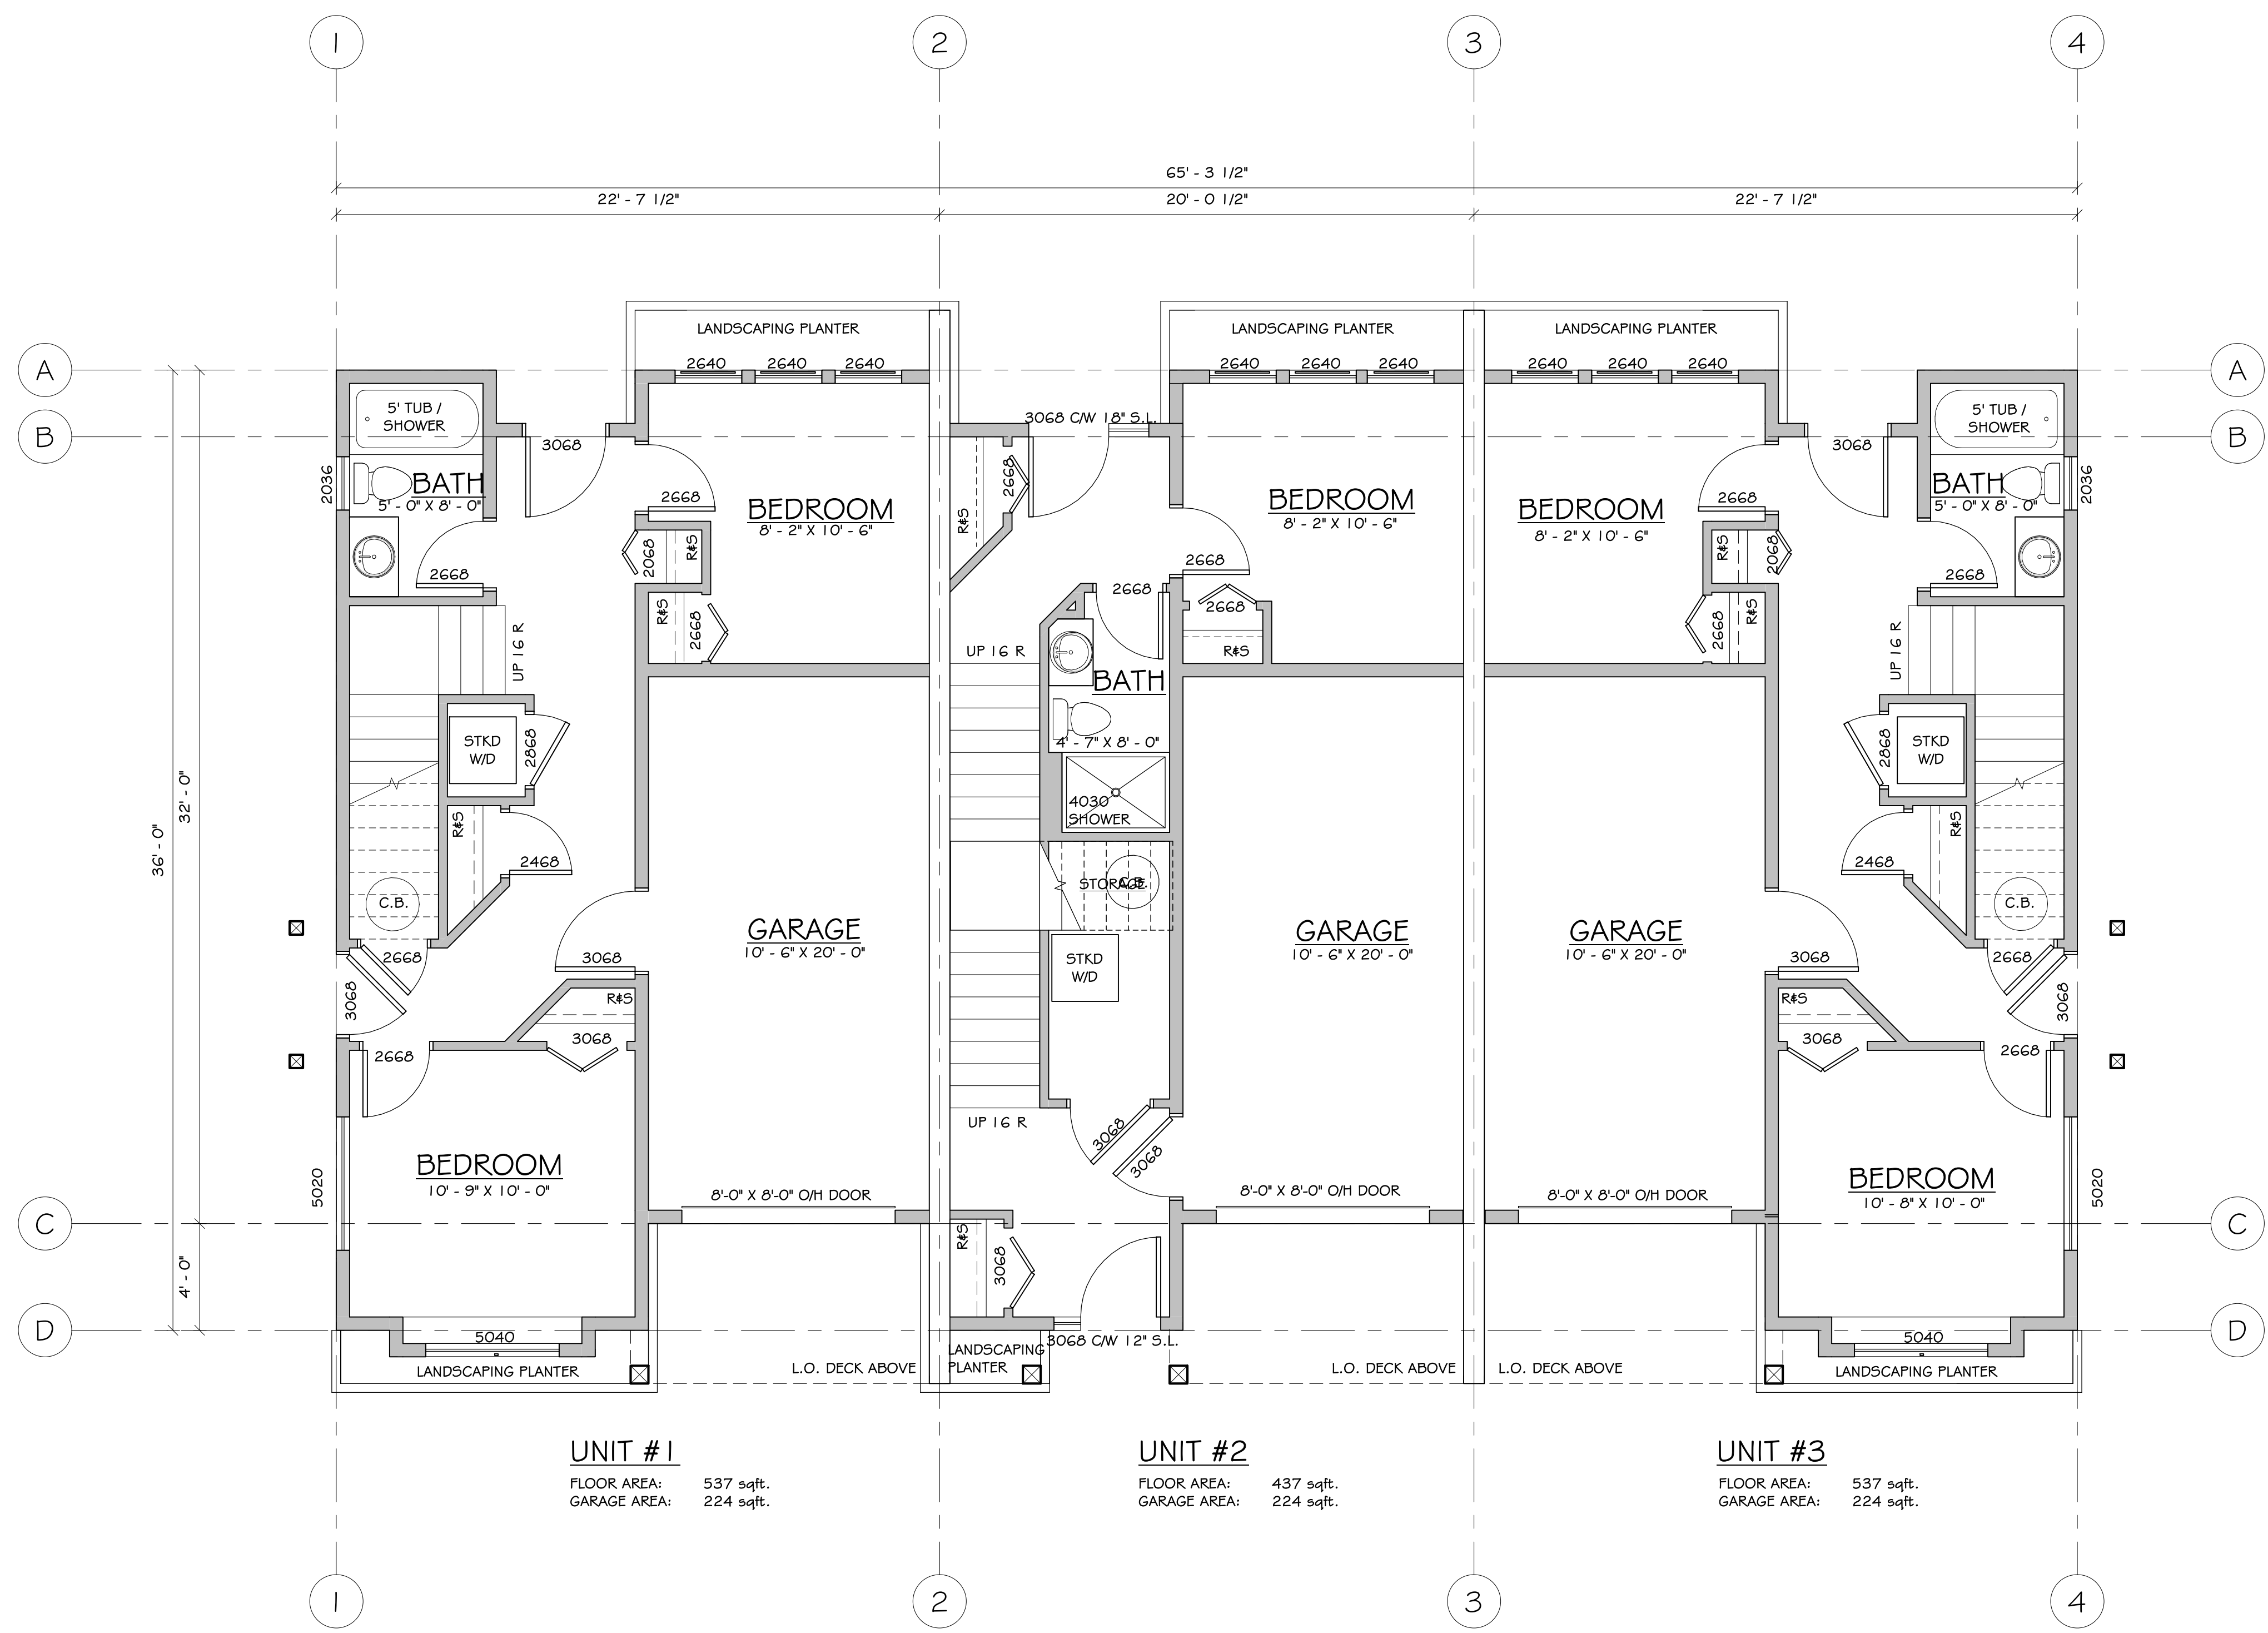 1
2
3
4
65' - 3 1/2"
22' - 7 1/2"
20' - 0 1/2"
22' - 7 1/2"
LANDSCAPING PLANTER
LANDSCAPING PLANTER
LANDSCAPING PLANTER
A
2640
2640
2640
2640
2640
2640
2640
2640
2640
A
5' TUB /
SHOWER
5' TUB /
SHOWER
B
3068
3068 C/W 18" S.L.
3068
B
2036
BATH
5' - 0" X 8' - 0"
2668
BEDROOM
8' - 2" X 10' - 6"
R&S
2668
BEDROOM
8' - 2" X 10' - 6"
BEDROOM
8' - 2" X 10' - 6"
2668
BATH
5' - 0" X 8' - 0"
2036
2668
2068
R&S
2668
2668
2668
R&S
2068
2668
R&S
2668
R&S
2668
R&S
UP 16 R
UP 16 R
UP 16 R
BATH
4' - 7" X 8' - 0"
STKD
W/D
2868
2868
STKD
W/D
36' - 0"
32' - 0"
R&S
2468
4030
SHOWER
2468
R&S
C.B.
STORAGE
C.B.
C.B.
GARAGE
10' - 6" X 20' - 0"
GARAGE
10' - 6" X 20' - 0"
GARAGE
10' - 6" X 20' - 0"
2668
3068
STKD
W/D
3068
2668
3068
R&S
R&S
3068
2668
3068
3068
2668
UP 16 R
3068
3068
BEDROOM
10' - 9" X 10' - 0"
5020
BEDROOM
10' - 8" X 10' - 0"
5020
8'-0" X 8'-0" O/H DOOR
8'-0" X 8'-0" O/H DOOR
8'-0" X 8'-0" O/H DOOR
C
R&S
3068
C
4' - 0"
D
5040
3068 C/W 12" S.L.
5040
D
LANDSCAPING PLANTER
L.O. DECK ABOVE
LANDSCAPING
PLANTER
L.O. DECK ABOVE
L.O. DECK ABOVE
LANDSCAPING PLANTER
UNIT #1
FLOOR AREA: 537 sqft.
GARAGE AREA: 224 sqft.
UNIT #2
FLOOR AREA: 437 sqft.
GARAGE AREA: 224 sqft.
UNIT #3
FLOOR AREA: 537 sqft.
GARAGE AREA: 224 sqft.
1
2
3
4